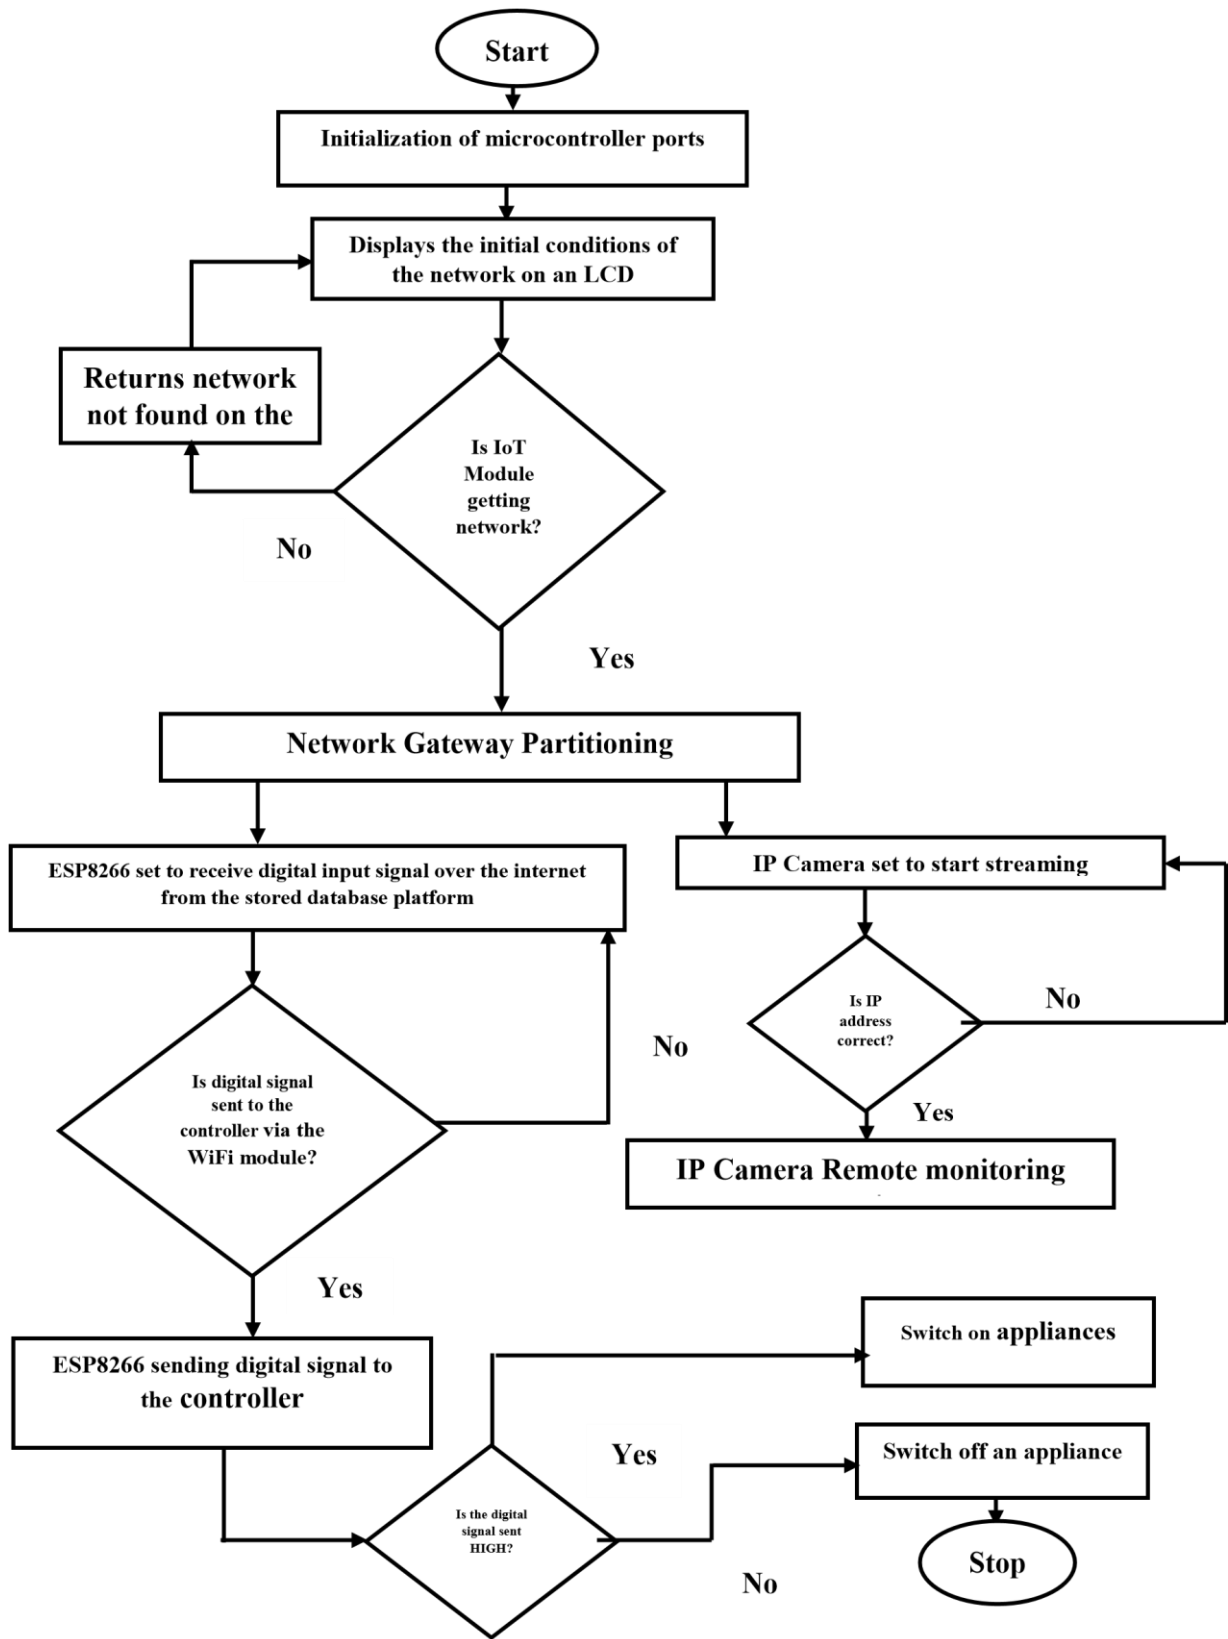 Start
Initialization of microcontroller ports
Displays the initial conditions of
the network on an LCD
Returns network
not found on the
Is IoT
Module
getting
network?
No
Yes
Network Gateway Partitioning
ESP8266 set to receive digital input signal over the internet
from the stored database platform
IP Camera set to start streaming
Is IP
address
correct?
No
No
Is digital signal
sent to the
controller via the
WiFi module?
Yes
IP Camera Remote monitoring
Yes
ESP8266 sending digital signal to
the controller
Switch on appliances
Yes
Switch off an appliance
Is the digital
signal sent
HIGH?
No
Stop